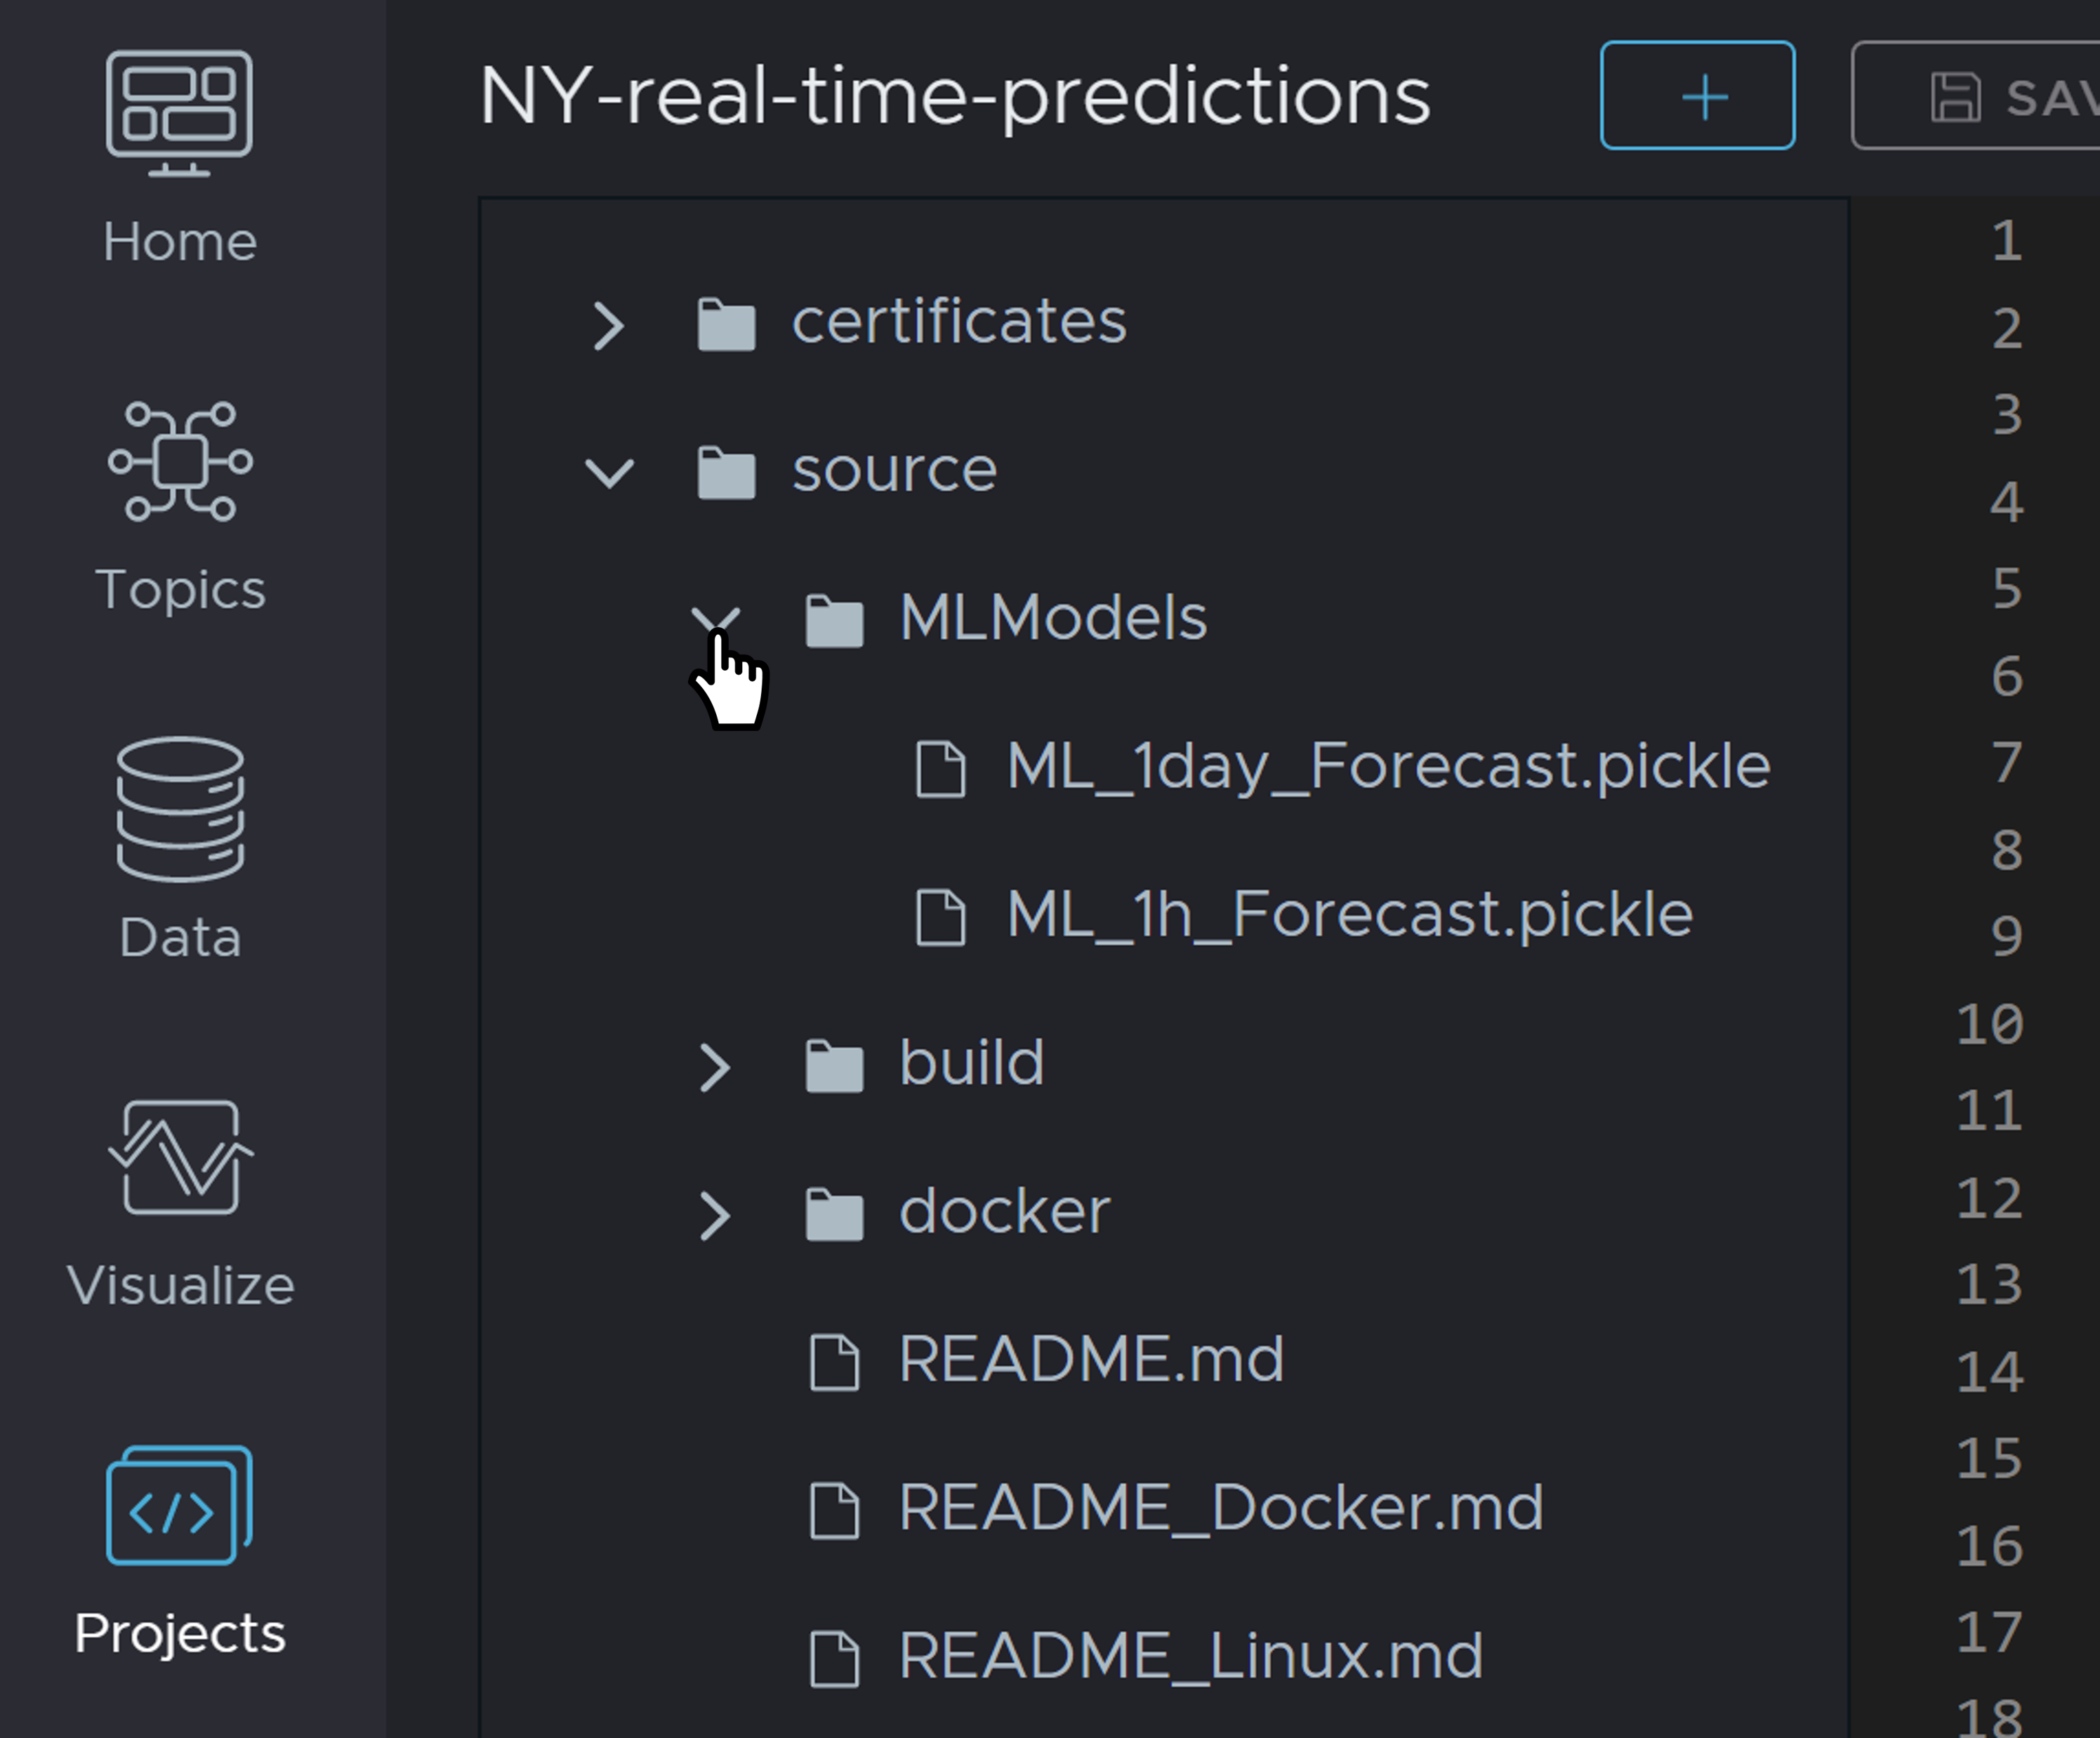 NY-real-time-predictions
SAV
Home
Topics
Data
Visualize
Projects
certificates
source
MLModels
ML_1day_Forecast.pickle
ML_1h_Forecast.pickle
build
docker
README.md
README_Docker.md
README_Linux.md
1
2
3
4
5
6
7
8
9
10
11
12
13
14
15
16
17
18